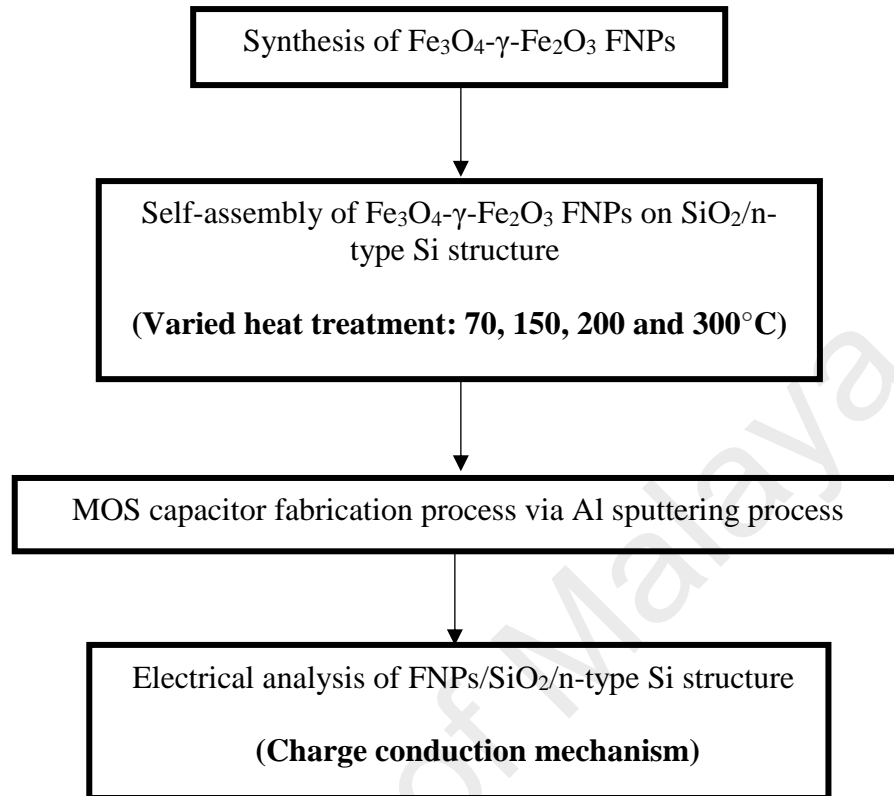 Synthesis of Fe₃O₄-γ-Fe₂O₃ FNPs
Self-assembly of Fe₃O₄-γ-Fe₂O₃ FNPs on SiO₂/n-
type Si structure
(Varied heat treatment: 70, 150, 200 and 300°C)
MOS capacitor fabrication process via Al sputtering process
Electrical analysis of FNPs/SiO₂/n-type Si structure
(Charge conduction mechanism)
of Malaya